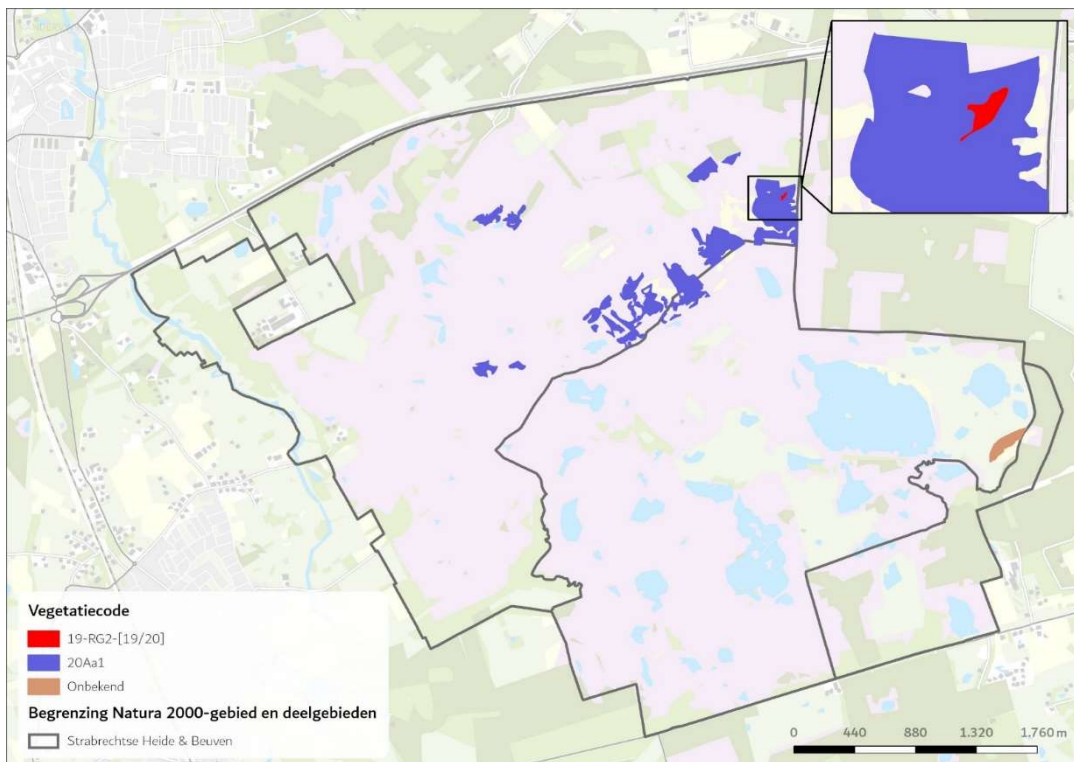 Vegetatiecode
19-RG2-[19/20]
20Aa1
Onbekend
Begrenzing Natura 2000-gebied en deelgebieden
Strabrechtse Heide & Beuven
0 440 880 1.320 1.760 m